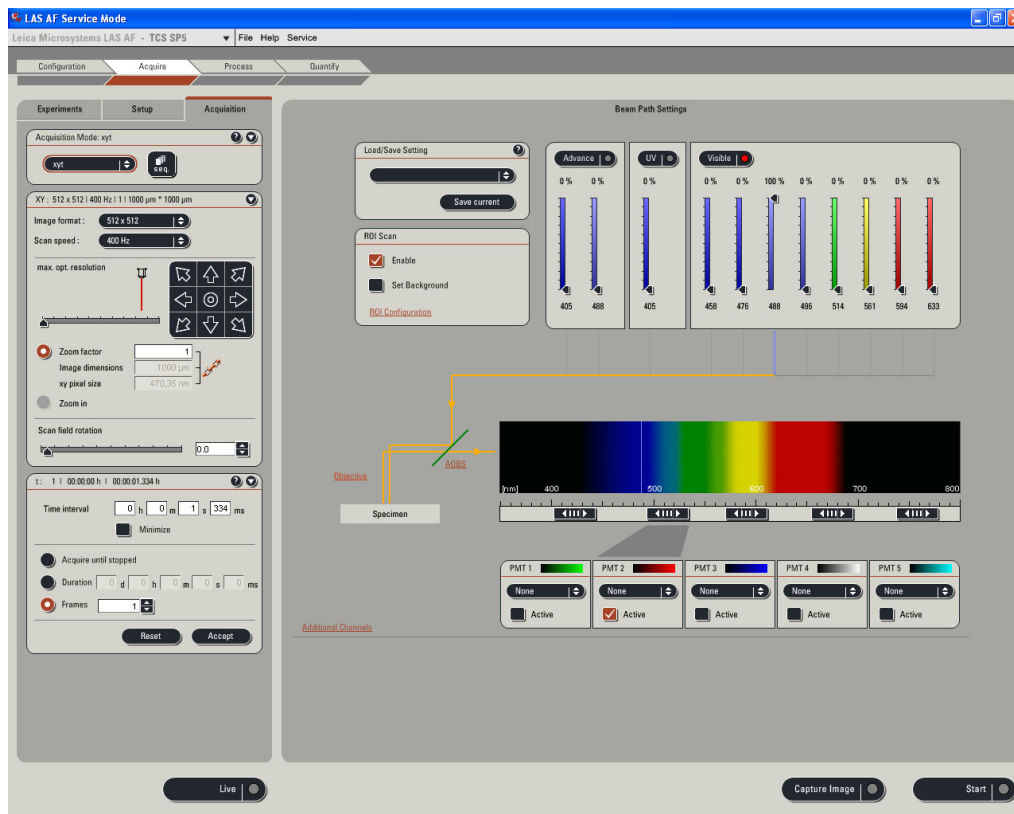 LAS AF Service Mode
Leica Microsystems LAS AF - TCS SP5 File Help Service
Configuration Acquire Process Quantify
Experiments Setup Acquisition
Acquisition Mode: xyt
xyt
seq.
XY : 512 x 512 I 400 Hz I 1 I 1000 µm * 1000 µm
Image format : 512 x 512
Scan speed : 400 Hz
max. opt. resolution
Zoom factor 1
Image dimensions 1000 µm
xy pixel size 470,35 nm
Zoom in
Scan field rotation
0.0
t : 1 I 00:00:00 h I 00:00:01.334 h
Time interval 0 h 0 m 1 s 334 ms
Minimize
Acquire until stopped
Duration 0 d 0 h 0 m 0 s 0 ms
Frames 1
Reset Accept
Live
Beam Path Settings
Load/Save Setting
Save current
ROI Scan
Enable
Set Background
ROI Configuration
Advance UV Visible
0 % 0 % 0 % 0 % 0 % 100 % 0 % 0 % 0 % 0 % 0 %
405 488 405 458 476 488 496 514 561 594 633
Objective
AOBS
Specimen
[nm] 400 500 600 700 800
PMT 1 PMT 2 PMT 3 PMT 4 PMT 5
None None None None None
Active Active Active Active Active
Additional Channels
Capture Image Start